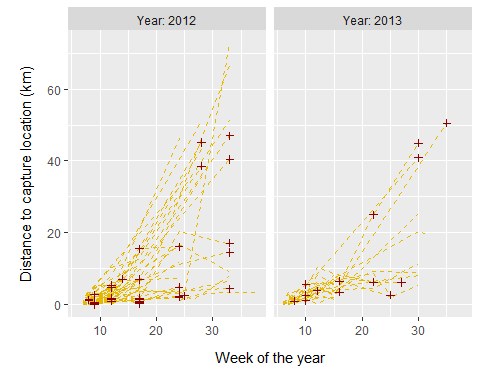 Year: 2012
Year: 2013
Distance to capture location (km)
60
40
20
0
10
20
30
10
20
30
Week of the year